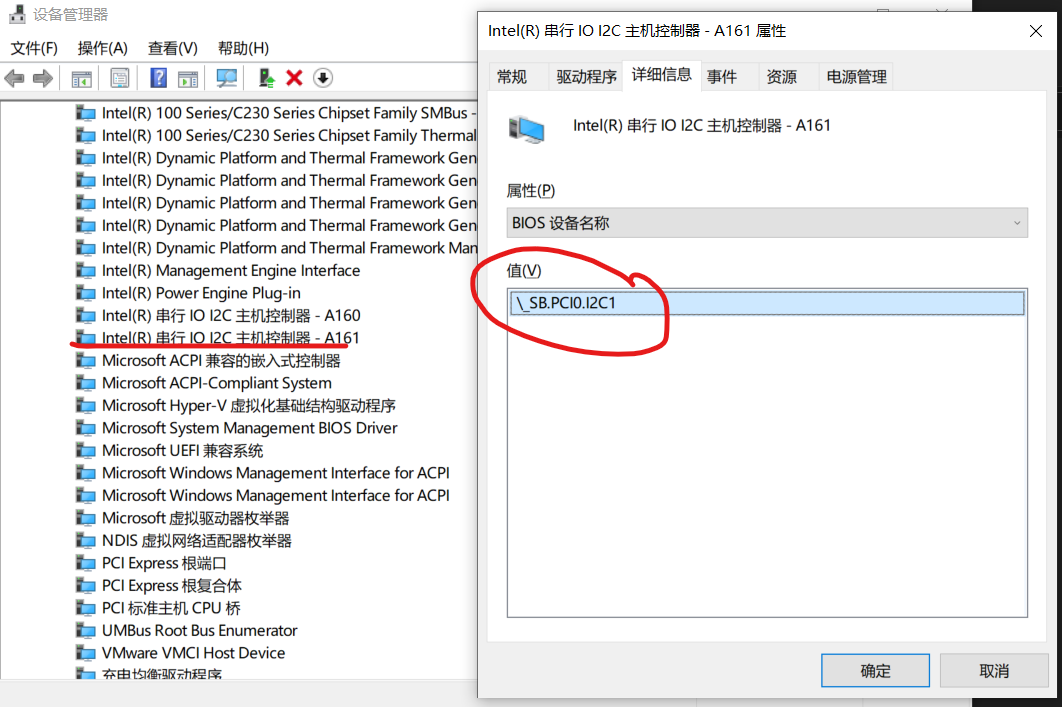 设备管理器
文件(F) 操作(A) 查看(V) 帮助(H)
Intel(R) 100 Series/C230 Series Chipset Family SMBus -
Intel(R) 100 Series/C230 Series Chipset Family Thermal
Intel(R) Dynamic Platform and Thermal Framework Gen
Intel(R) Dynamic Platform and Thermal Framework Gen
Intel(R) Dynamic Platform and Thermal Framework Gen
Intel(R) Dynamic Platform and Thermal Framework Gen
Intel(R) Dynamic Platform and Thermal Framework Man
Intel(R) Management Engine Interface
Intel(R) Power Engine Plug-in
Intel(R) 串行 IO I2C 主机控制器 - A160
Intel(R) 串行 IO I2C 主机控制器 - A161
Microsoft ACPI 兼容的嵌入式控制器
Microsoft ACPI-Compliant System
Microsoft Hyper-V 虚拟化基础结构驱动程序
Microsoft System Management BIOS Driver
Microsoft UEFI 兼容系统
Microsoft Windows Management Interface for ACPI
Microsoft Windows Management Interface for ACPI
Microsoft 虚拟驱动器枚举器
NDIS 虚拟网络适配器枚举器
PCI Express 根端口
PCI Express 根复合体
PCI 标准主机 CPU 桥
UMBus Root Bus Enumerator
VMware VMCI Host Device
充电均衡驱动程序
Intel(R) 串行 IO I2C 主机控制器 - A161 属性
常规 驱动程序 详细信息 事件 资源 电源管理
Intel(R) 串行 IO I2C 主机控制器 - A161
属性(P)
BIOS 设备名称
值(V)
\_SB.PCI0.I2C1
确定 取消